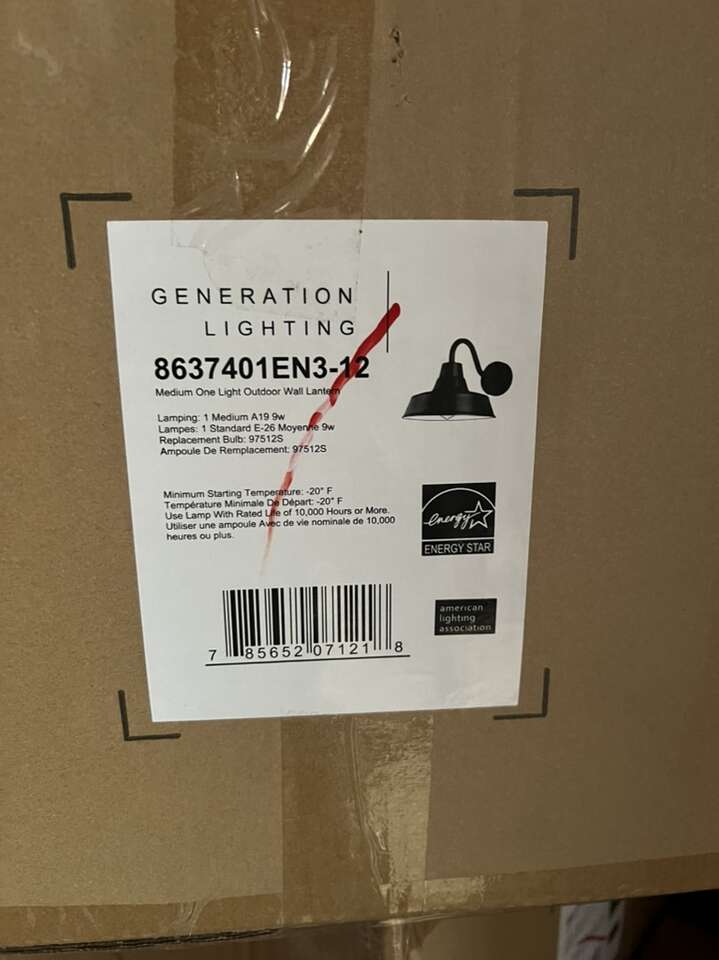 GENERATION
LIGHTING
8637401EN3-12
Medium One Light Outdoor Wall Lantern
Lamping: 1 Medium A19 9w
Lampes: 1 Standard E-26 Moyenne 9w
Replacement Bulb: 97512S
Ampoule De Remplacement: 97512S
Minimum Starting Temperature: -20° F
Température Minimale De Départ: -20° F
Use Lamp With Rated Life of 10,000 Hours or More.
Utiliser une ampoule Avec de vie nominale de 10,000
heures ou plus.
energy
ENERGY STAR
american
lighting
association
7 85652 07121 8